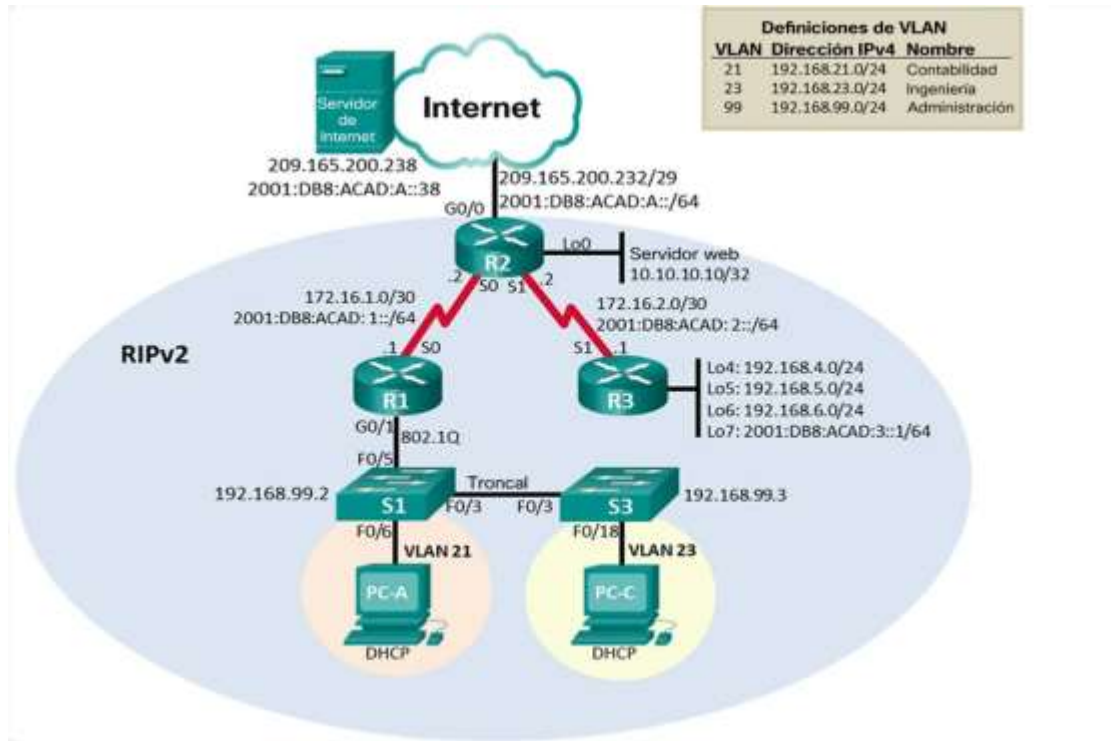 Definiciones de VLAN
VLAN Dirección IPv4 Nombre
21 192.168.21.0/24 Contabilidad
23 192.168.23.0/24 Ingeniería
99 192.168.99.0/24 Administración
Internet
Servidor
de
Internet
209.165.200.238
2001:DB8:ACAD:A::38
209.165.200.232/29
2001:DB8:ACAD:A::/64
G0/0
R2
Lo0
Servidor web
10.10.10.10/32
.2 S0 S1 .2
172.16.1.0/30
2001:DB8:ACAD: 1::/64
172.16.2.0/30
2001:DB8:ACAD: 2::/64
RIPv2
.1 S0
S1 .1
R1
R3
Lo4: 192.168.4.0/24
Lo5: 192.168.5.0/24
Lo6: 192.168.6.0/24
Lo7: 2001:DB8:ACAD:3::1/64
G0/1
802.1Q
F0/5
192.168.99.2
S1
Troncal
F0/3 F0/3
S3
192.168.99.3
F0/6
VLAN 21
F0/18
VLAN 23
PC-A
PC-C
DHCP
DHCP